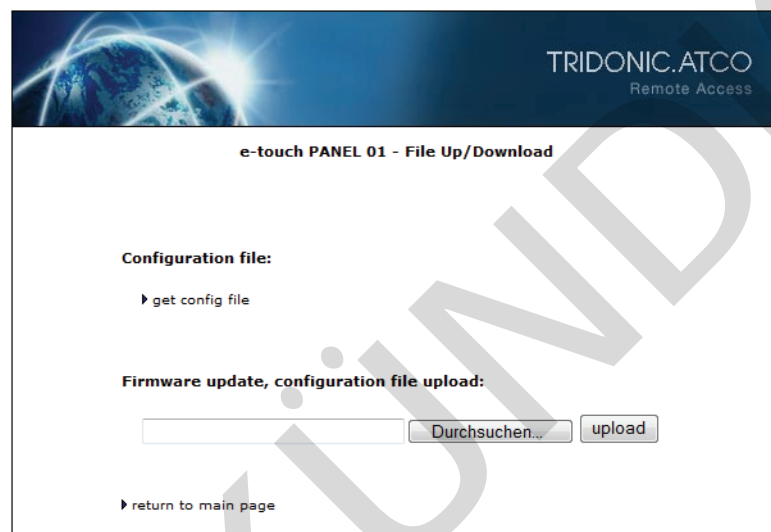 TRIDONIC.ATCO
Remote Access
e-touch PANEL 01 - File Up/Download
Configuration file:
get config file
Firmware update, configuration file upload:
Durchsuchen... upload
return to main page